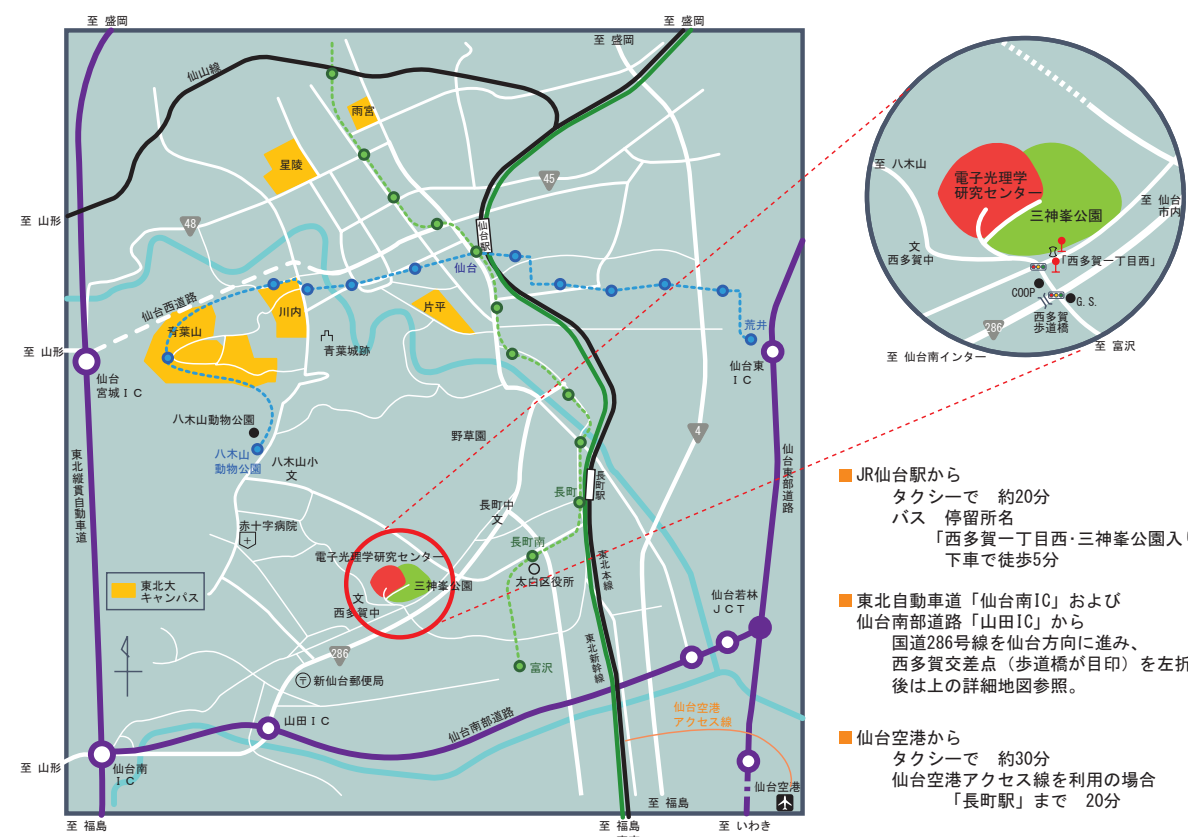 至 盛岡
至 盛岡
至 盛岡
仙山線
雨宮
星陵
45
48
至 山形
仙台駅
仙台
仙台西道路
川内
片平
青葉山
青葉城跡
荒井
至 山形
仙台
宮城ＩＣ
仙台東
ＩＣ
八木山動物公園
八木山
動物公園
野草園
4
東北縦貫自動車道
仙台東部道路
八木山小
文
長町駅
長町
長町中
文
赤十字病院
長町南
電子光理学研究センター
三神峯公園
太白区役所
東北本線
東北大
キャンパス
文
西多賀中
仙台若林
ＪＣＴ
286
東北新幹線
富沢
〒新仙台郵便局
仙台空港
アクセス線
山田ＩＣ
仙台南部道路
至 山形
仙台南
ＩＣ
仙台空港
至 福島
至 福島
至 福島
至 いわき
至 八木山
電子光理学
研究センター
三神峯公園
至 仙台
市内
文
西多賀中
「西多賀一丁目西」
COOP
G.S.
西多賀
歩道橋
286
至 仙台南インター
至 富沢
JR仙台駅から
タクシーで 約20分
バス 停留所名
「西多賀一丁目西･三神峯公園入
下車で徒歩5分
東北自動車道「仙台南IC」および
仙台南部道路「山田IC」から
国道286号線を仙台方向に進み、
西多賀交差点（歩道橋が目印）を左折
後は上の詳細地図参照。
仙台空港から
タクシーで 約30分
仙台空港アクセス線を利用の場合
「長町駅」まで 20分